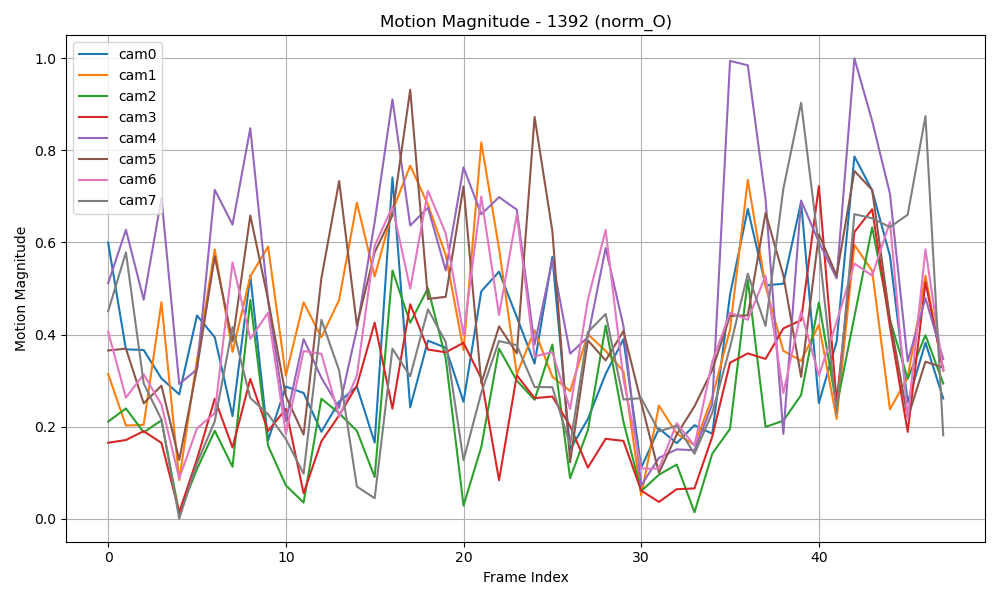 Motion Magnitude - 1392 (norm_O)
1.0
0.8
0.6
0.4
0.2
0.0
Motion Magnitude
cam0
cam1
cam2
cam3
cam4
cam5
cam6
cam7
0 10 20 30 40
Frame Index